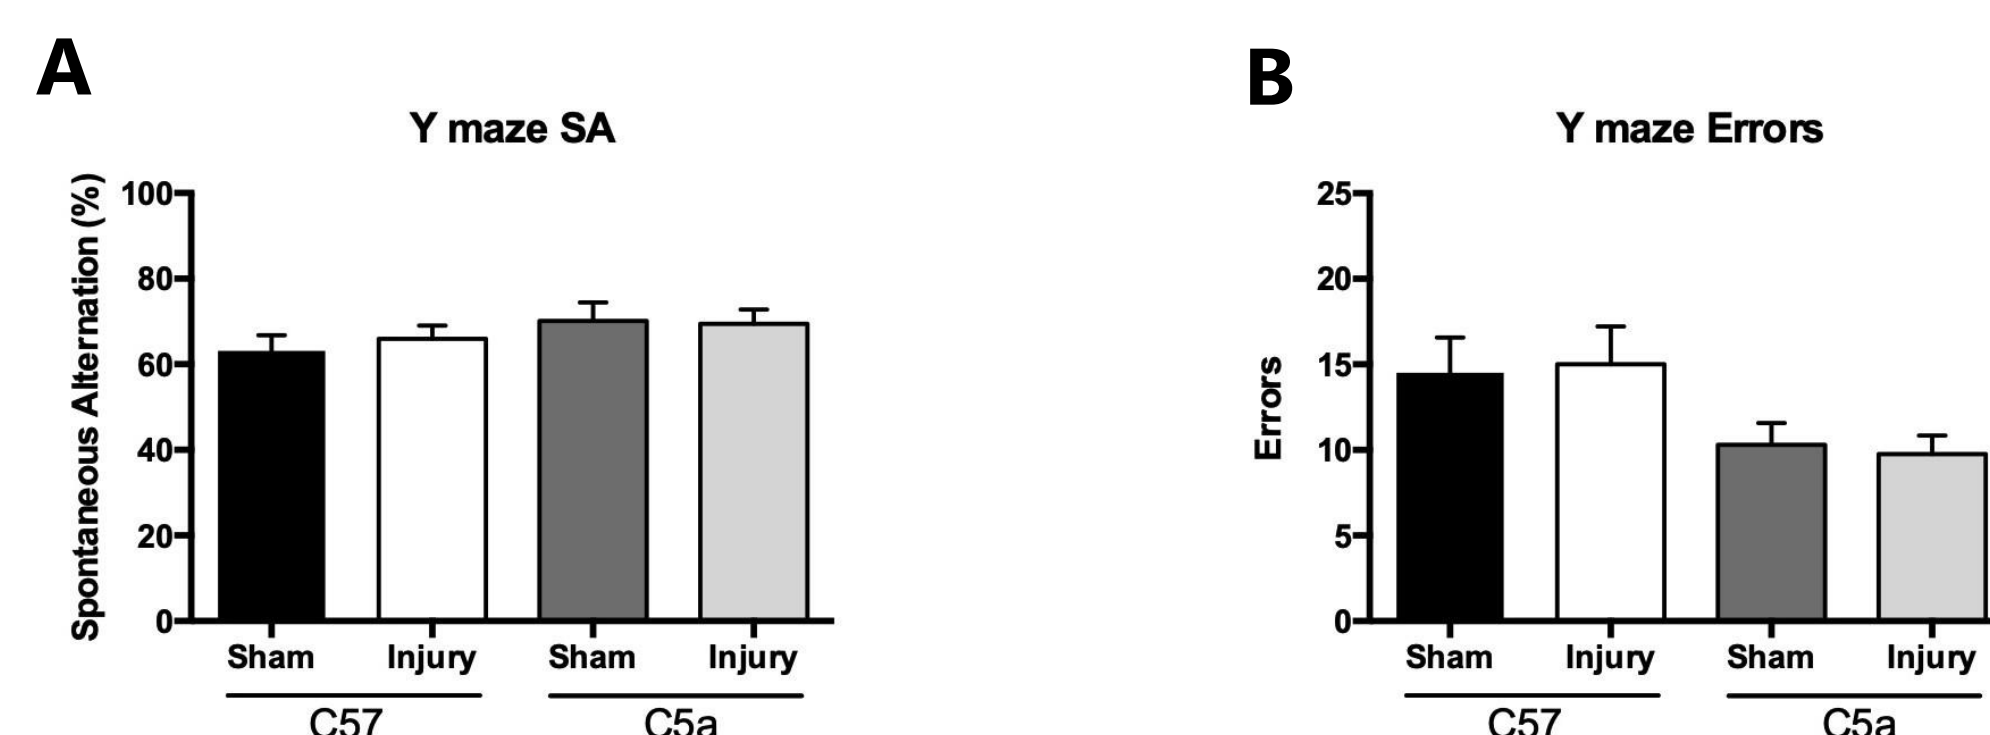 A
Y maze SA
Spontaneous Alternation (%)
100
80
60
40
20
0
Sham Injury Sham Injury
C57 C5a
B
Y maze Errors
Errors
25
20
15
10
5
0
Sham Injury Sham Injury
C57 C5a